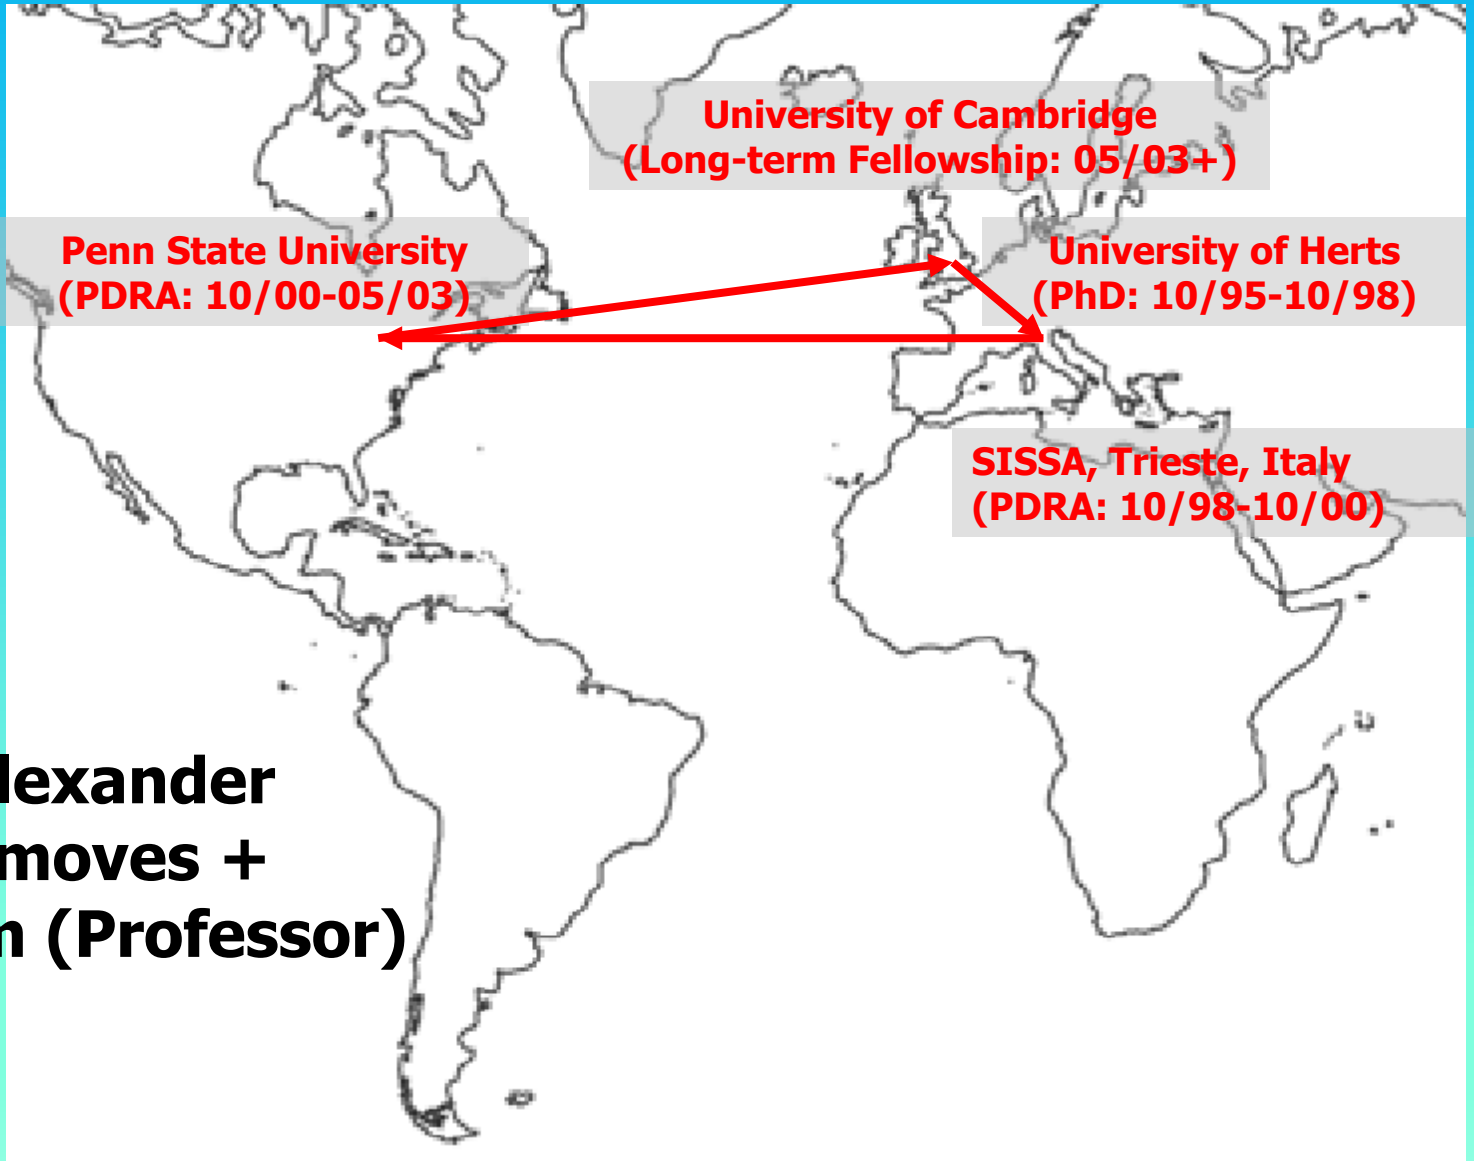 University of Cambridge
(Long-term Fellowship: 05/03+)
Penn State University
(PDRA: 10/00-05/03)
University of Herts
(PhD: 10/95-10/98)
SISSA, Trieste, Italy
(PDRA: 10/98-10/00)
lexander
moves +
(Professor)